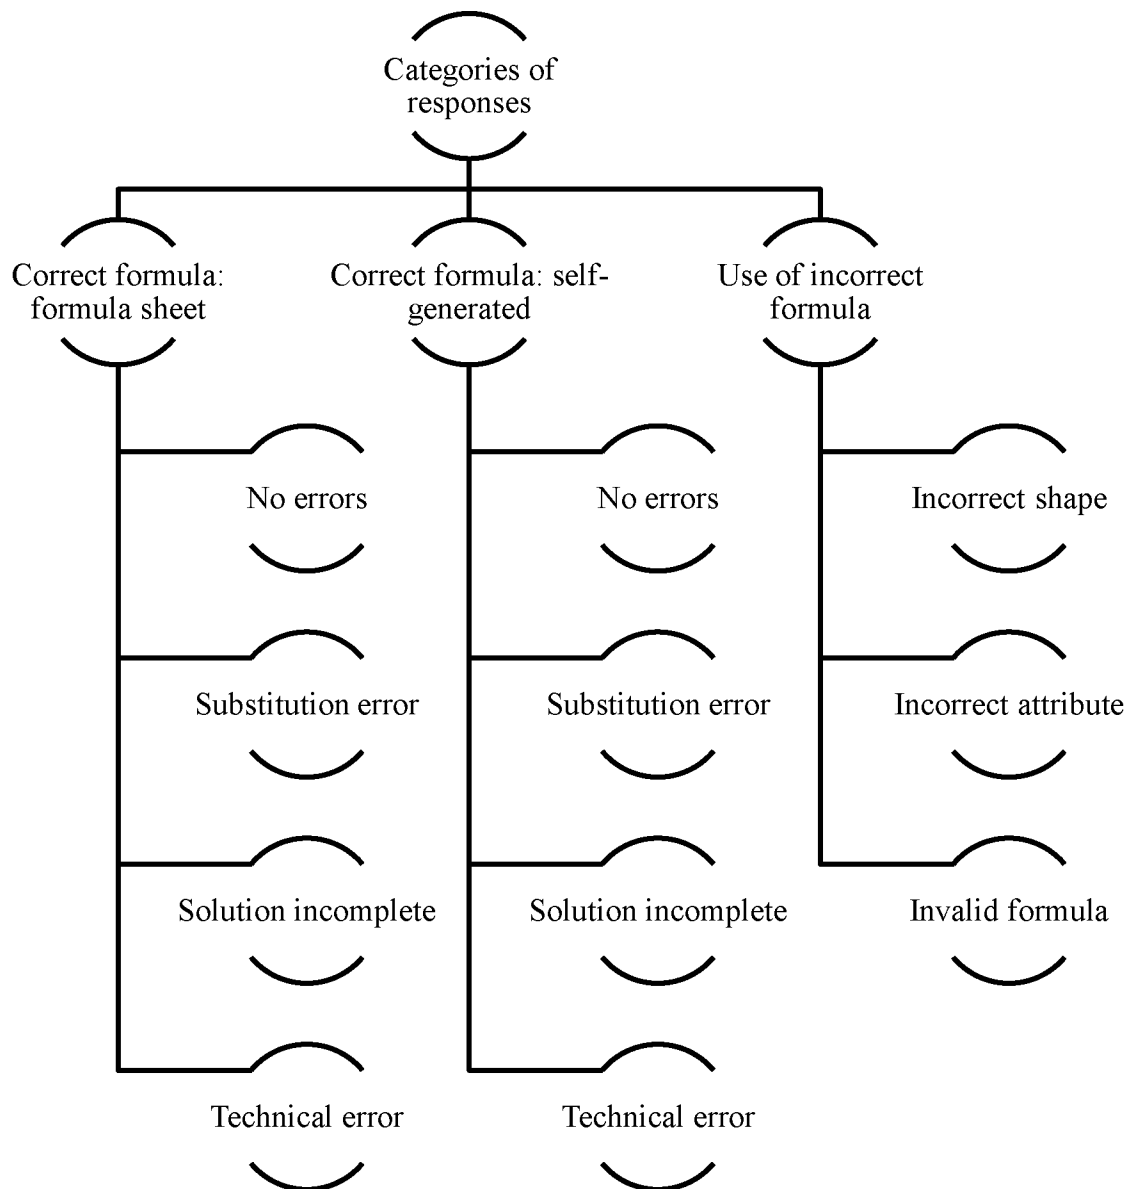 Categories of
responses
Correct formula:
formula sheet
Correct formula: self-
generated
Use of incorrect
formula
No errors
No errors
Incorrect shape
Substitution error
Substitution error
Incorrect attribute
Solution incomplete
Solution incomplete
Invalid formula
Technical error
Technical error